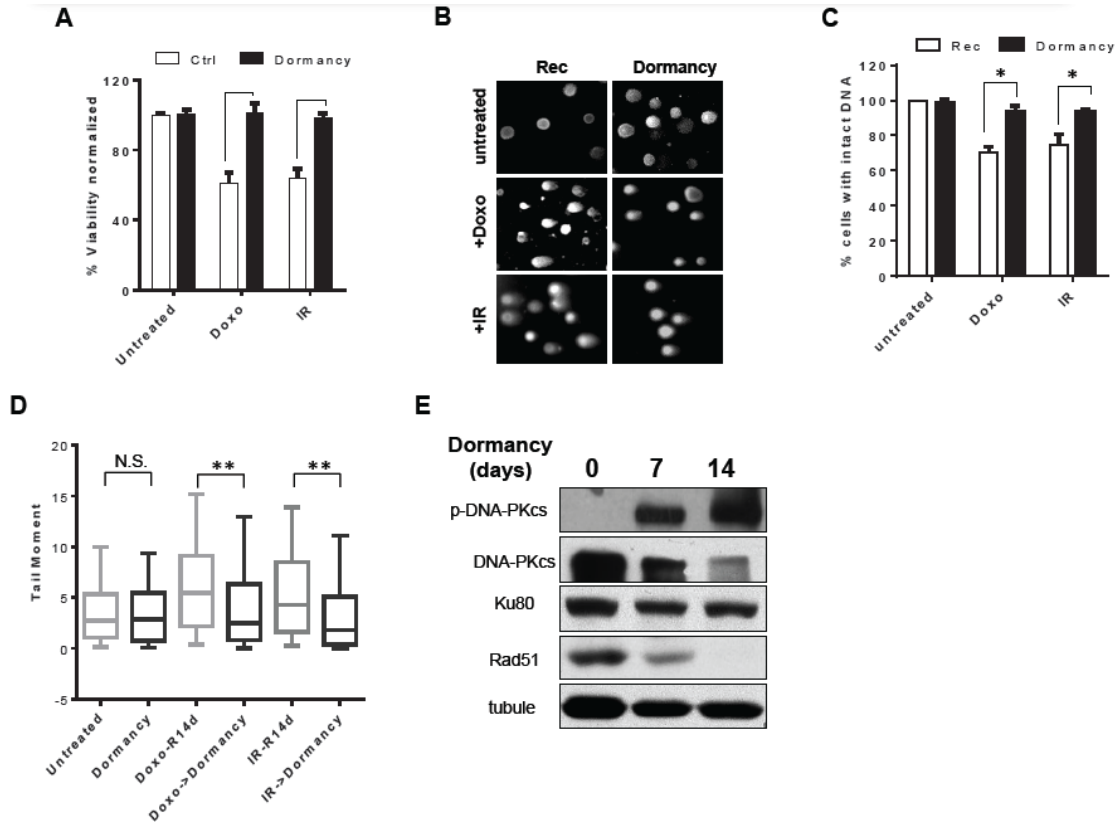 A
Ctrl Dormancy
% Viability normalized
120
80
40
0
Untreated
Doxo
IR
B
Rec Dormancy
untreated
+Doxo
+IR
C
Rec Dormancy
% cells with intact DNA
120
100
80
60
40
20
0
* *
untreated
Doxo
IR
D
Tail Moment
20
15
10
5
0
-5
N.S. ** **
Untreated
Dormancy
Doxo-R14d
Doxo->Dormancy
IR-R14d
IR->Dormancy
E
Dormancy
(days) 0 7 14
p-DNA-PKcs
DNA-PKcs
Ku80
Rad51
tubule